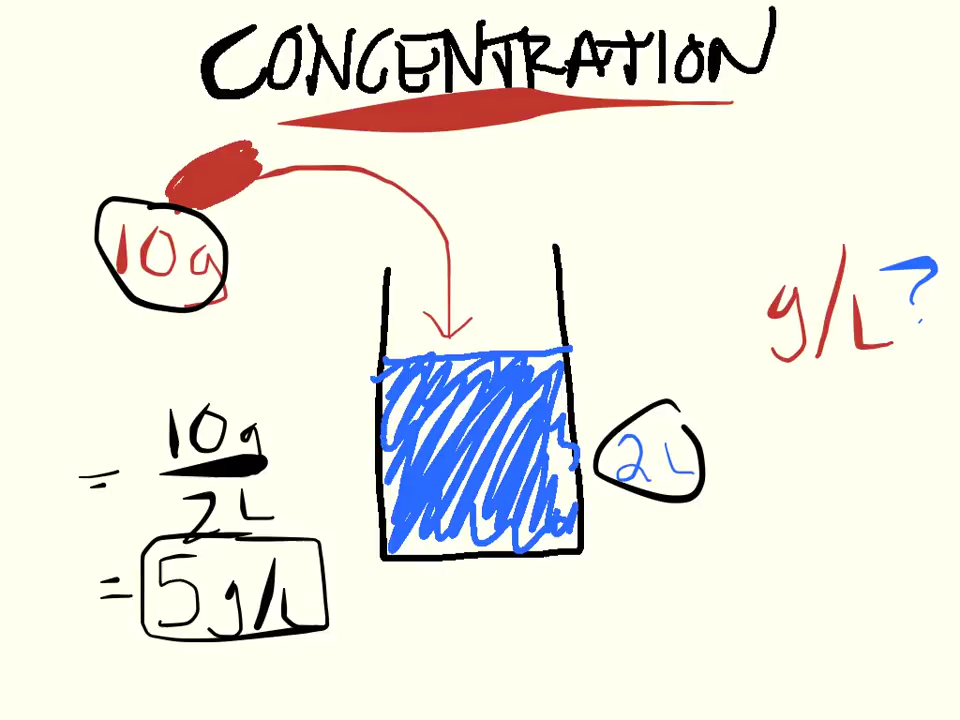 CONCENTRATION
10g
g/L?
2L
= 10g
2L
= 5g/L